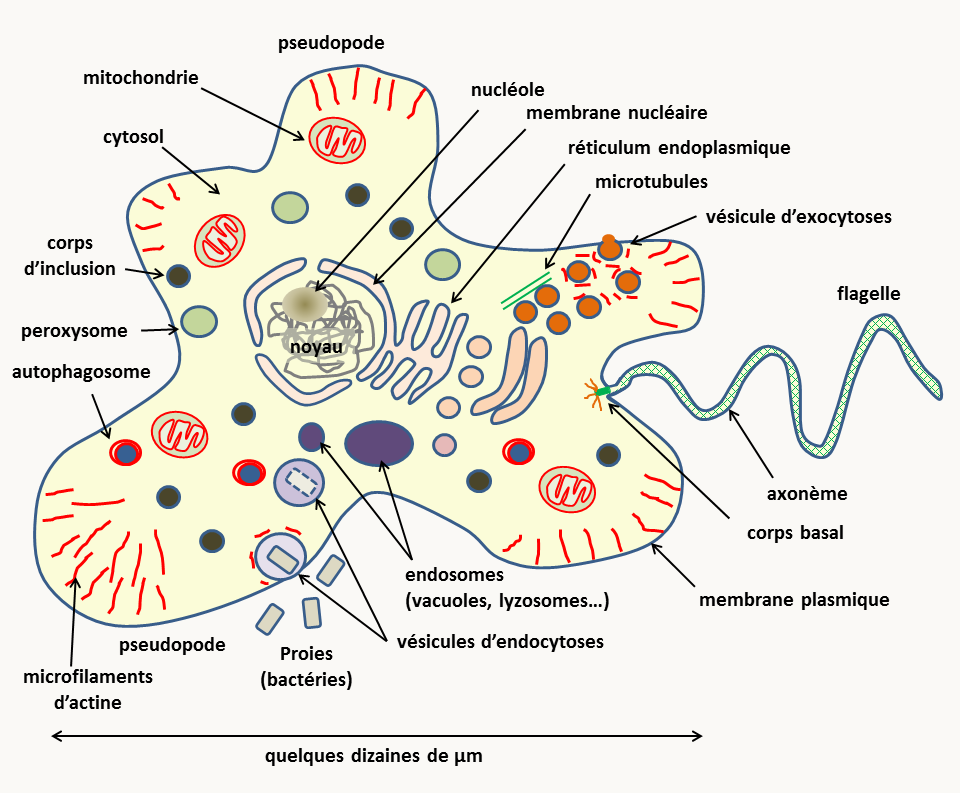 pseudopode
mitochondrie
nucléole
membrane nucléaire
cytosol
réticulum endoplasmique
microtubules
vésicule d'exocytoses
corps
d'inclusion
flagelle
peroxysome
noyau
autophagosome
axonème
corps basal
endosomes
(vacuoles, lyzosomes…)
membrane plasmique
pseudopode
vésicules d'endocytoses
Proies
(bactéries)
microfilaments
d'actine
quelques dizaines de µm